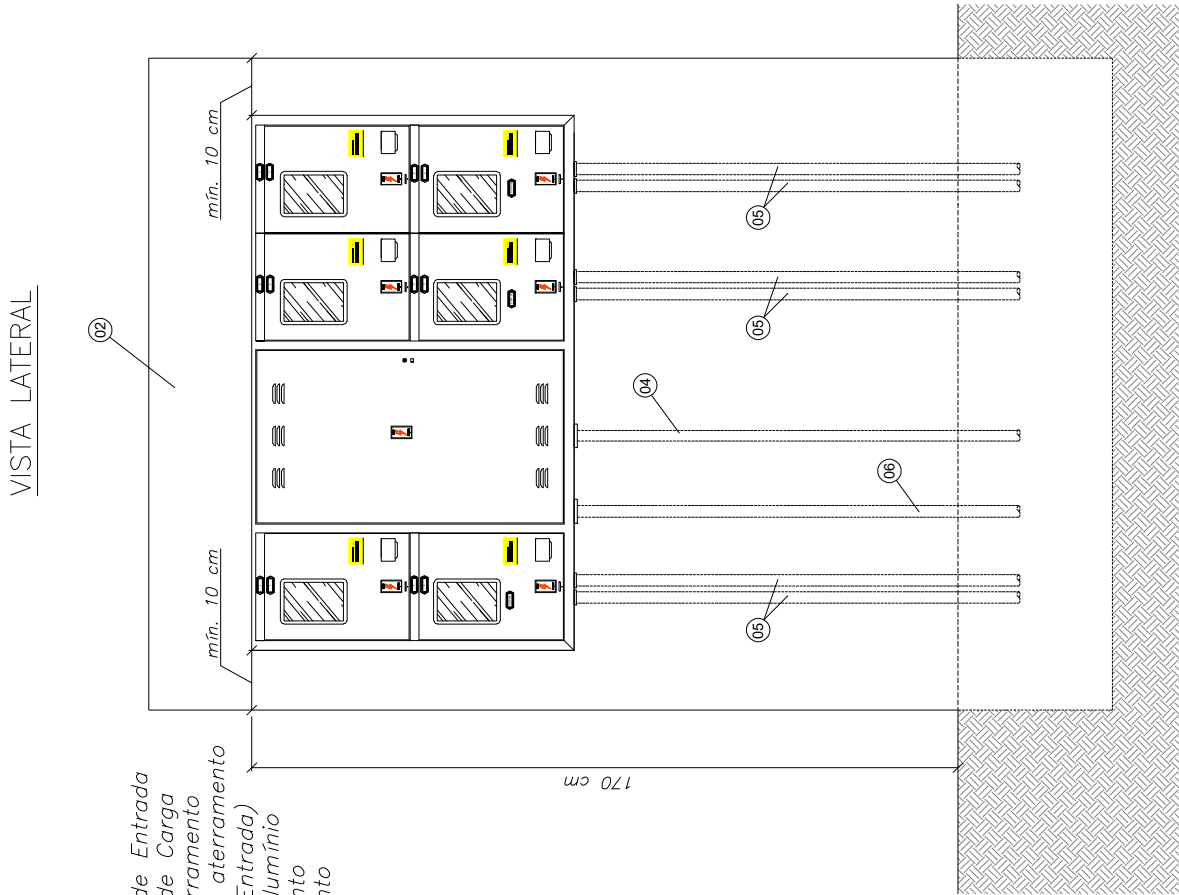 VISTA LATERAL
02
mín. 10 cm
mín. 10 cm
05
05
04
06
05
170 cm
de Entrada
de Carga
rramento
aterramento
Entrada)
lumínio
nto
nto